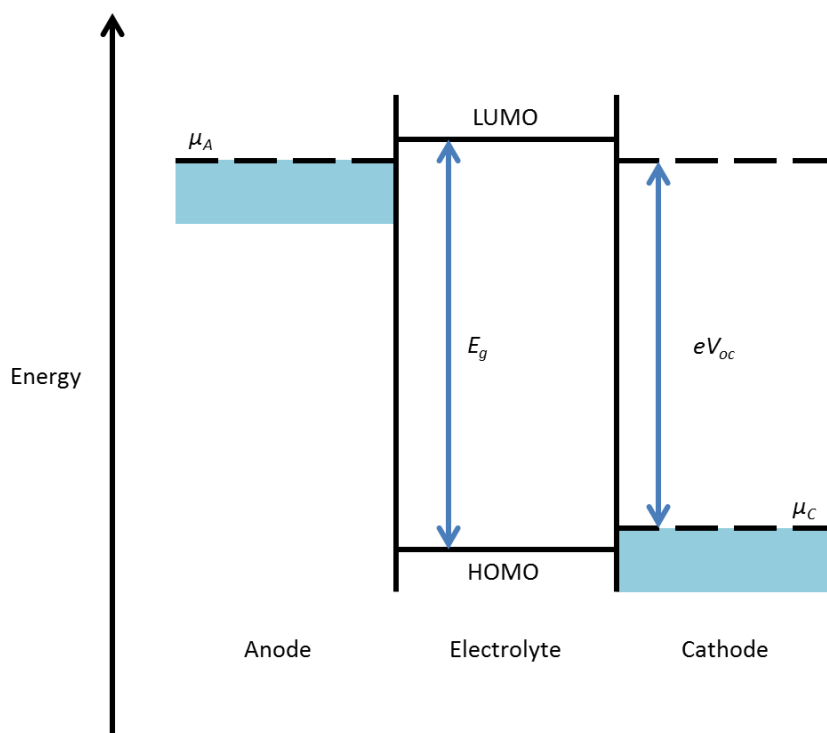 LUMO
μA
Eg
eVoc
Energy
μC
HOMO
Anode
Electrolyte
Cathode